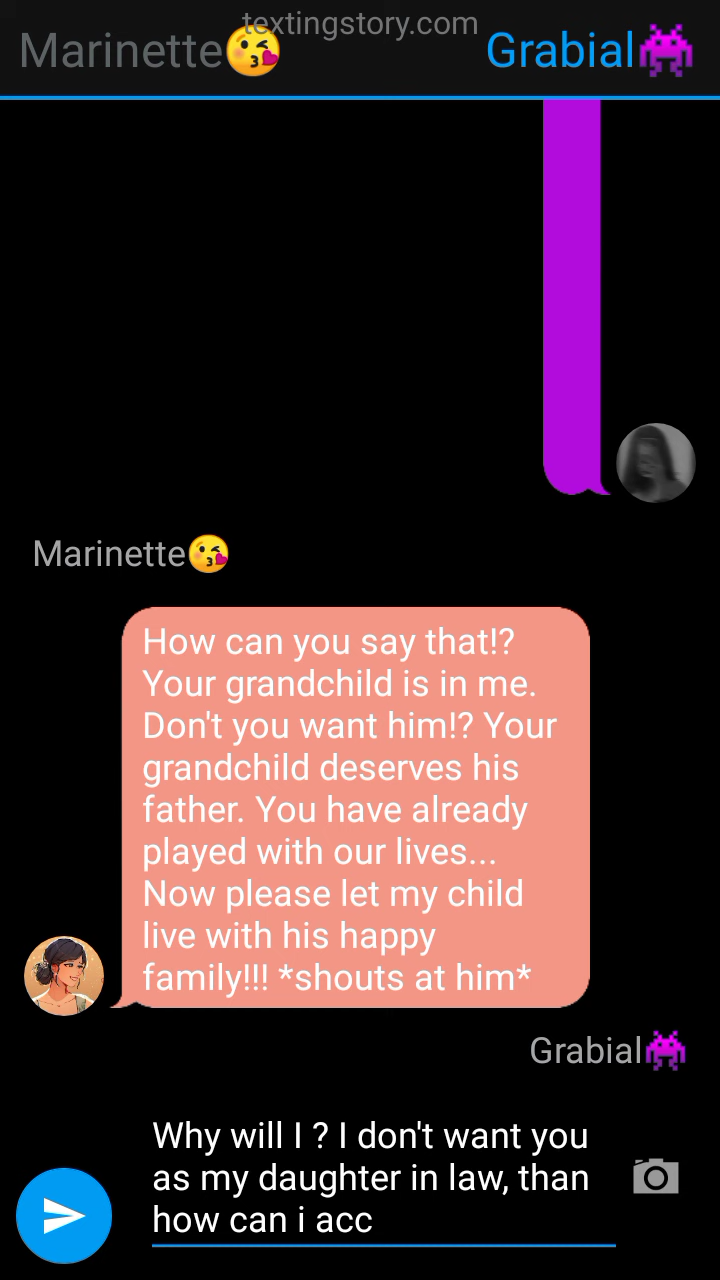 textingstory.com
Marinette😘 Grabial👾
Marinette😘
How can you say that!?
Your grandchild is in me.
Don't you want him!? Your
grandchild deserves his
father. You have already
played with our lives...
Now please let my child
live with his happy
family!!! *shouts at him*
Grabial👾
Why will I ? I don't want you
as my daughter in law, than
how can i acc